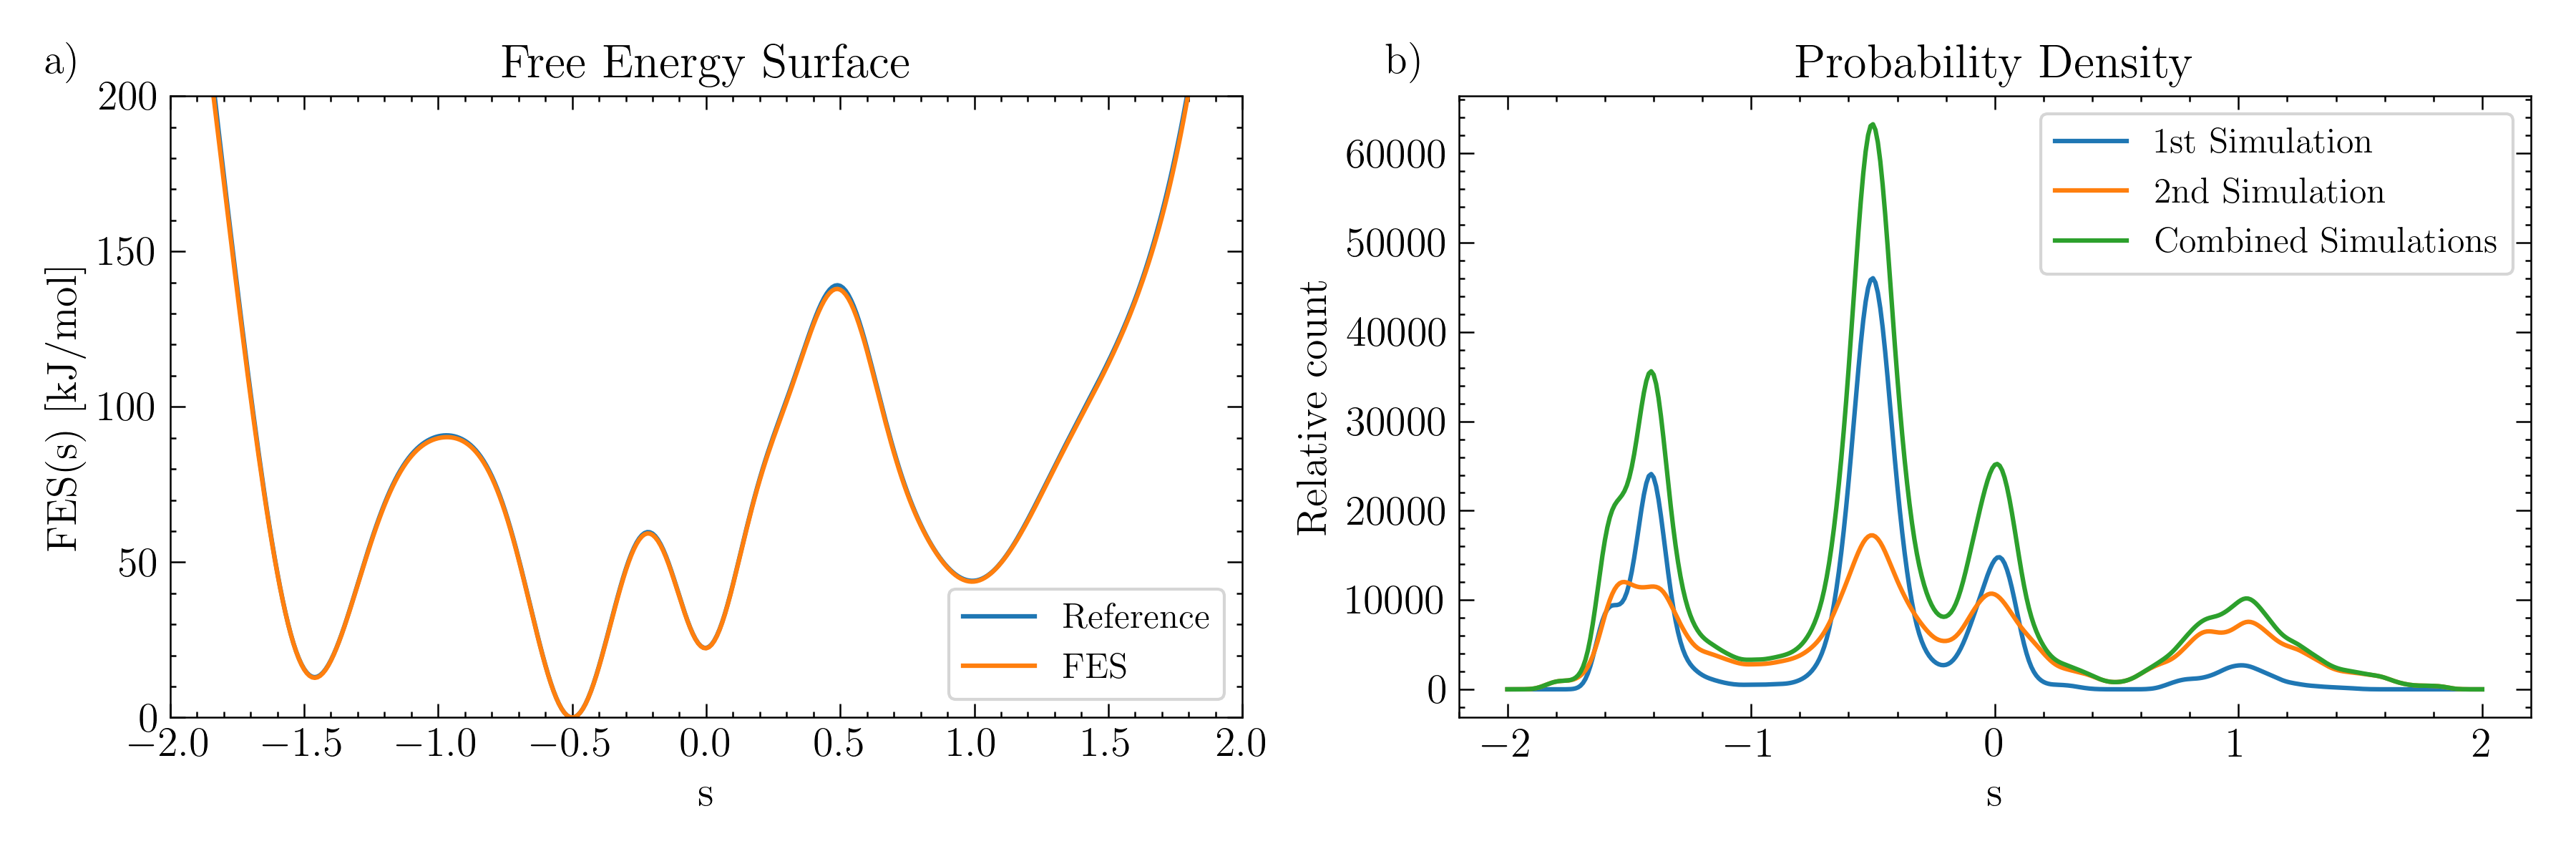 a)
Free Energy Surface
FES(s) [kJ/mol]
200
150
100
50
0
−2.0 −1.5 −1.0 −0.5 0.0 0.5 1.0 1.5 2.0
s
Reference
FES
b)
Probability Density
Relative count
60000
50000
40000
30000
20000
10000
0
−2 −1 0 1 2
s
1st Simulation
2nd Simulation
Combined Simulations